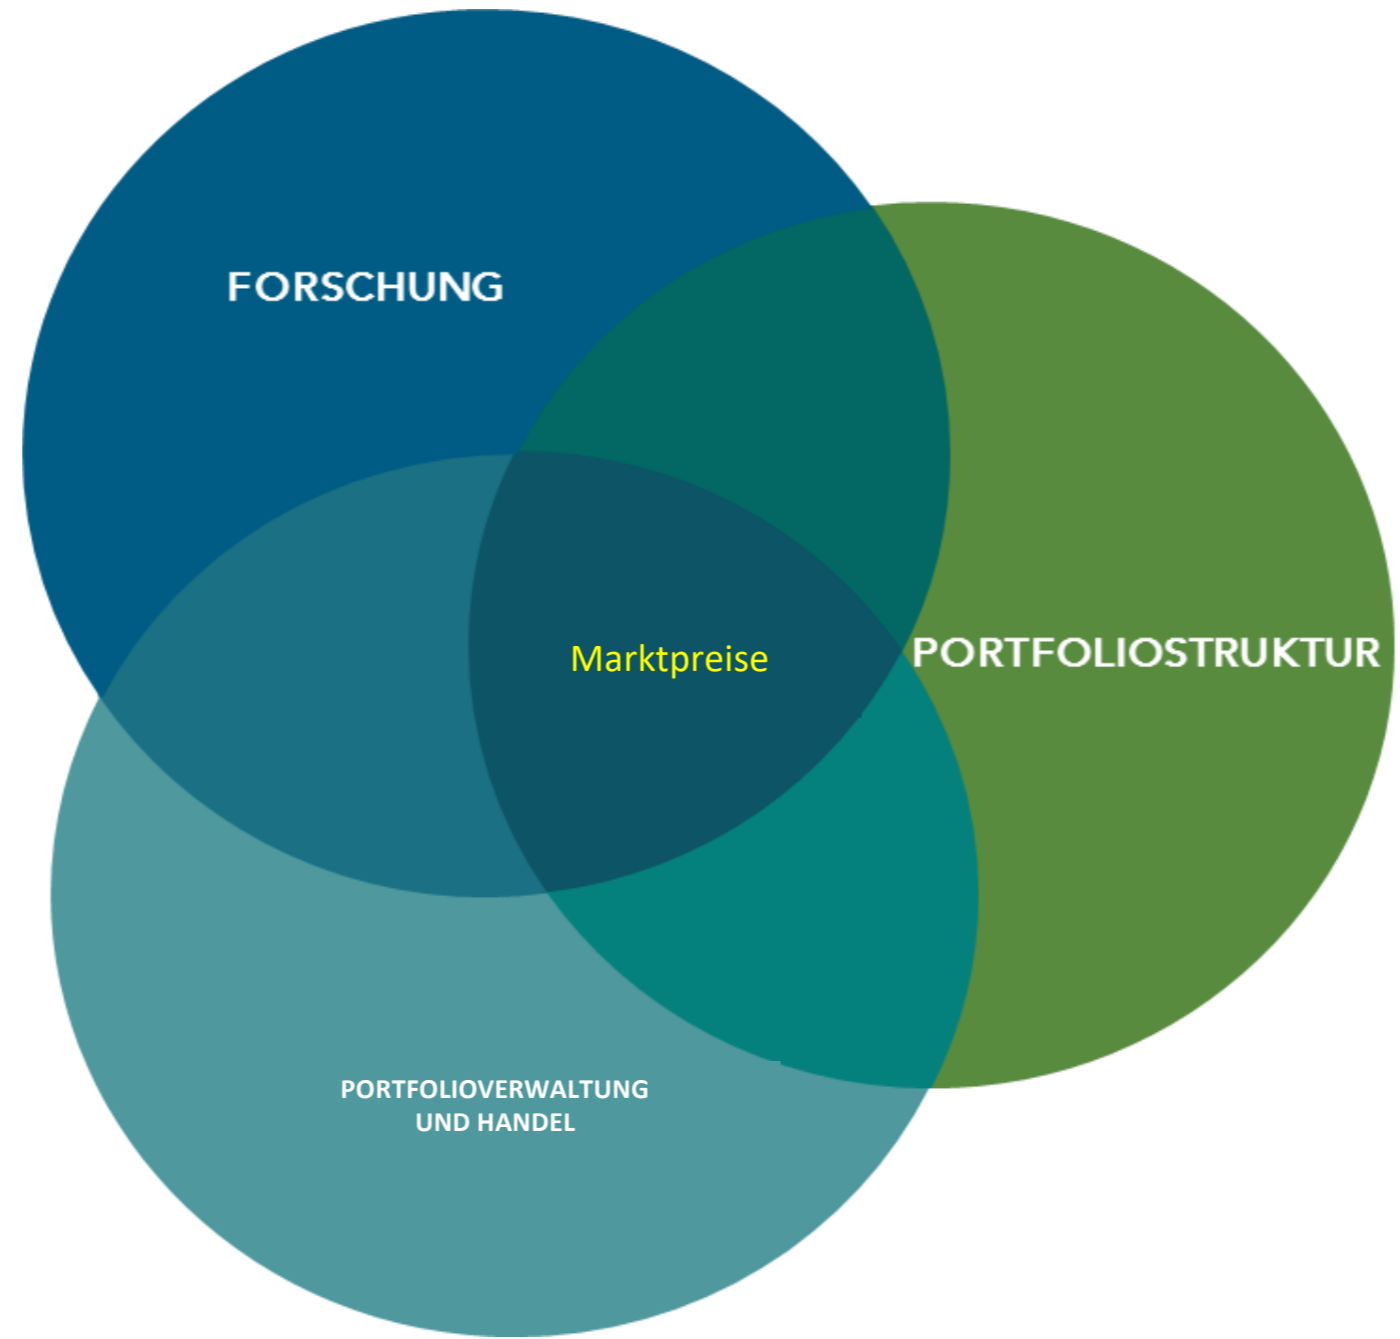 FORSCHUNG
Marktpreise
PORTFOLIOSTRUKTUR
PORTFOLIOVERWALTUNG
UND HANDEL